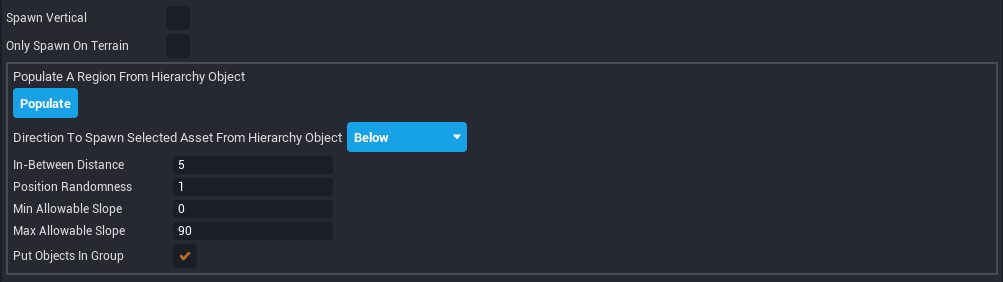 Spawn Vertical
Only Spawn On Terrain
Populate A Region From Hierarchy Object
Populate
Direction To Spawn Selected Asset From Hierarchy Object Below
In-Between Distance 5
Position Randomness 1
Min Allowable Slope 0
Max Allowable Slope 90
Put Objects In Group